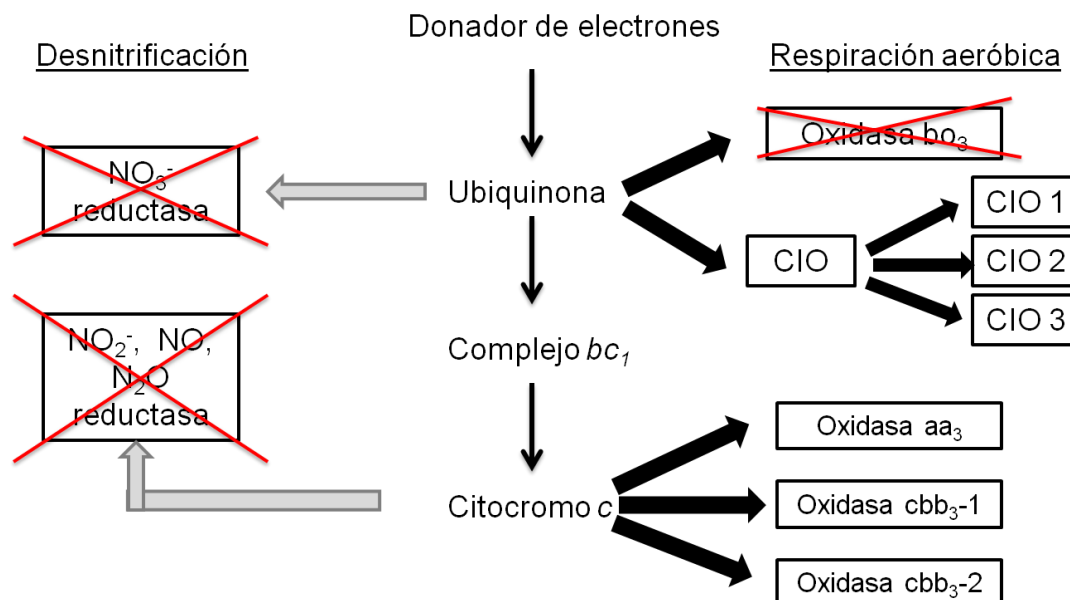 Donador de electrones
Desnitrificación
Respiración aeróbica
Oxidasa bo₃
NO₃⁻
reductasa
Ubiquinona
CIO
CIO 1
CIO 2
CIO 3
NO₂⁻, NO,
N₂O
reductasa
Complejo bc₁
Oxidasa aa₃
Citocromo c
Oxidasa cbb₃-1
Oxidasa cbb₃-2